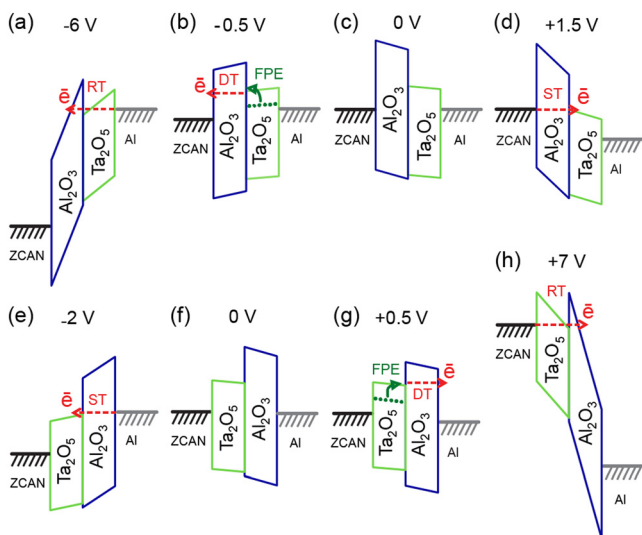 (a) -6 V
RT
ē
Al₂O₃
Ta₂O₅
Al
ZCAN
(b) -0.5 V
DT FPE
ē
ZCAN
Al₂O₃
Ta₂O₅
Al
(c) 0 V
ZCAN
Al₂O₃
Ta₂O₅
Al
(d) +1.5 V
ST ē
ZCAN
Al₂O₃
Ta₂O₅
Al
(e) -2 V
ē ST
ZCAN
Ta₂O₅
Al₂O₃
Al
(f) 0 V
ZCAN
Ta₂O₅
Al₂O₃
Al
(g) +0.5 V
FPE ē
DT
ZCAN
Ta₂O₅
Al₂O₃
Al
(h) +7 V
RT
ē
ZCAN
Ta₂O₅
Al₂O₃
Al